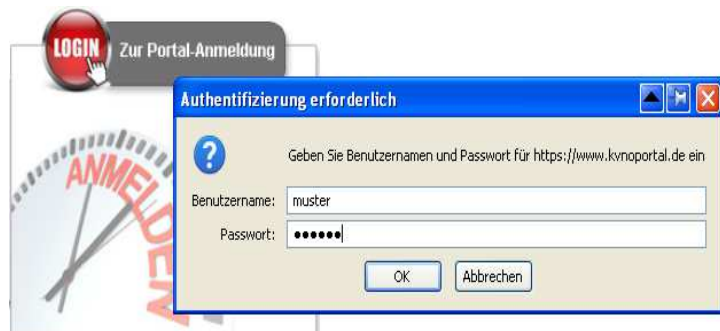 LOGIN Zur Portal-Anmeldung
Authentifizierung erforderlich
Geben Sie Benutzernamen und Passwort für https://www.kvnoportal.de ein
Benutzername: muster
Passwort: ••••••
OK Abbrechen
ANMELDEN